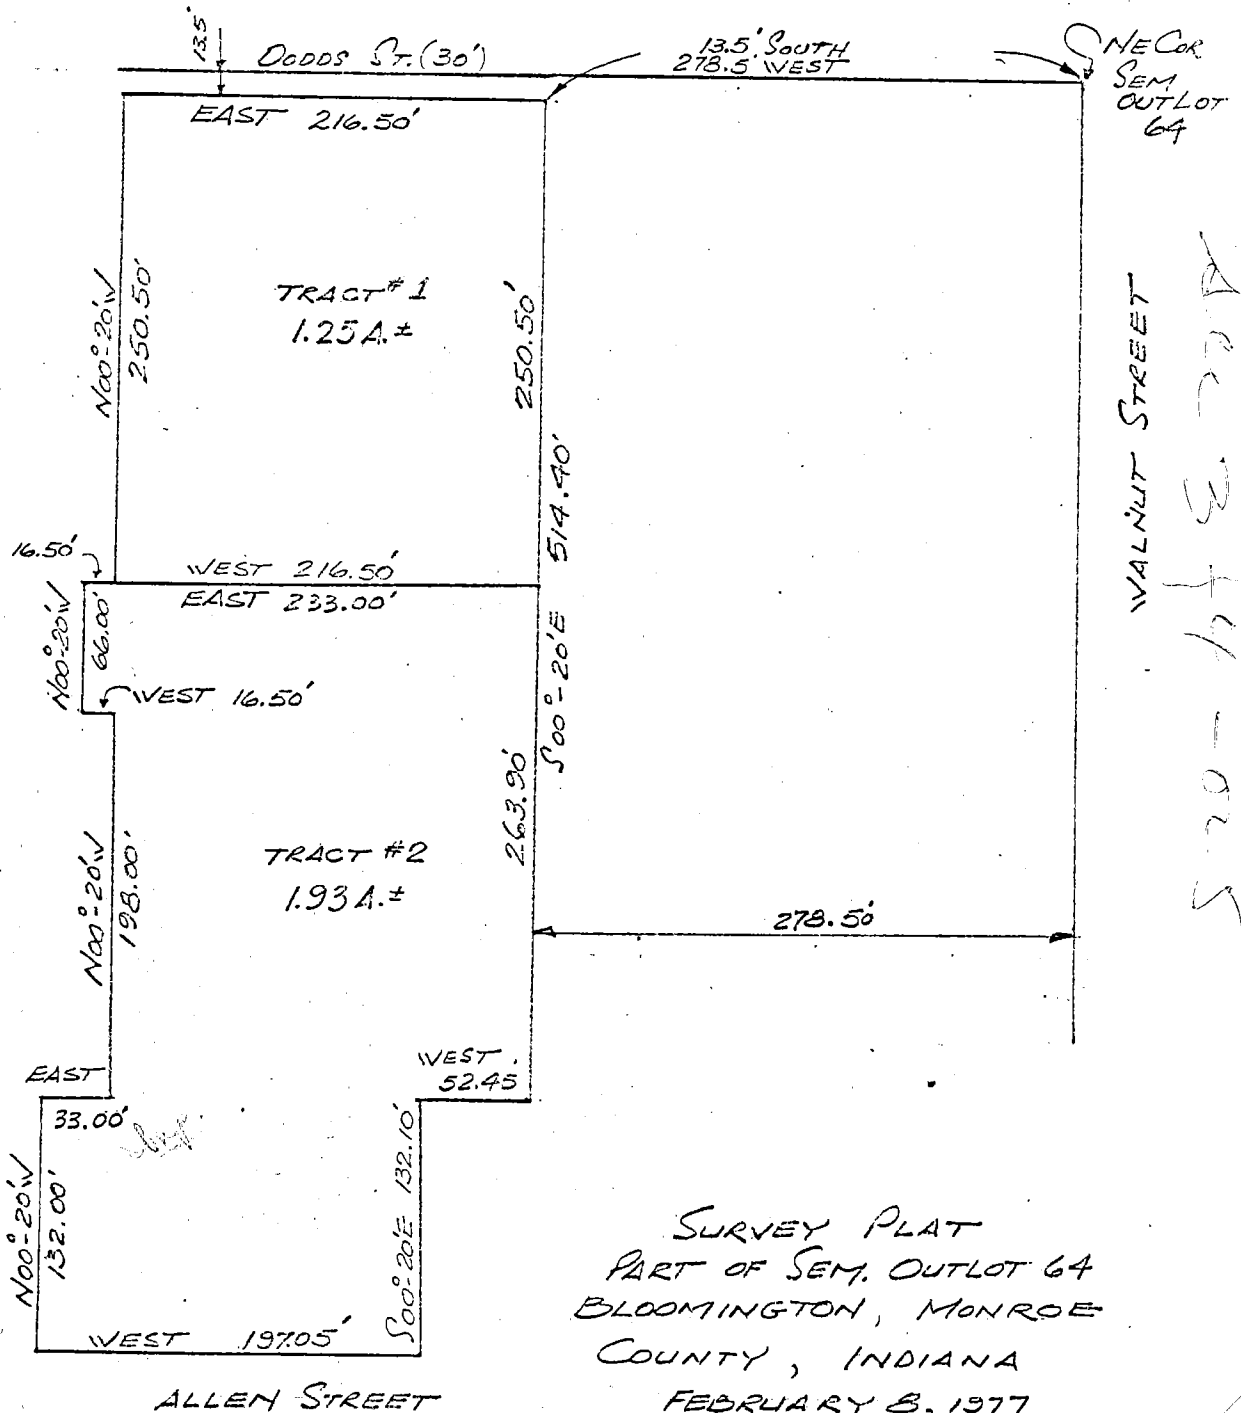 13.5'
DODDS ST. (30')
13.5' SOUTH
278.5' WEST
NE COR
SEM.
OUTLOT
64
EAST 216.50'
N00°-20'W
250.50'
TRACT #1
1.25 A.±
250.50'
514.40'
S00°-20'E
WALNUT STREET
16.50'
WEST 216.50'
EAST 233.00'
N00°-20'W
66.00'
WEST 16.50'
263.90'
TRACT #2
1.93 A.±
N00°-20'W
198.00'
278.50'
WEST
52.45
EAST
33.00'
N00°-20'W
132.00'
S00°-20'E 132.10'
WEST 197.05'
ALLEN STREET
SURVEY PLAT
PART OF SEM. OUTLOT 64
BLOOMINGTON, MONROE
COUNTY, INDIANA
FEBRUARY 8, 1977